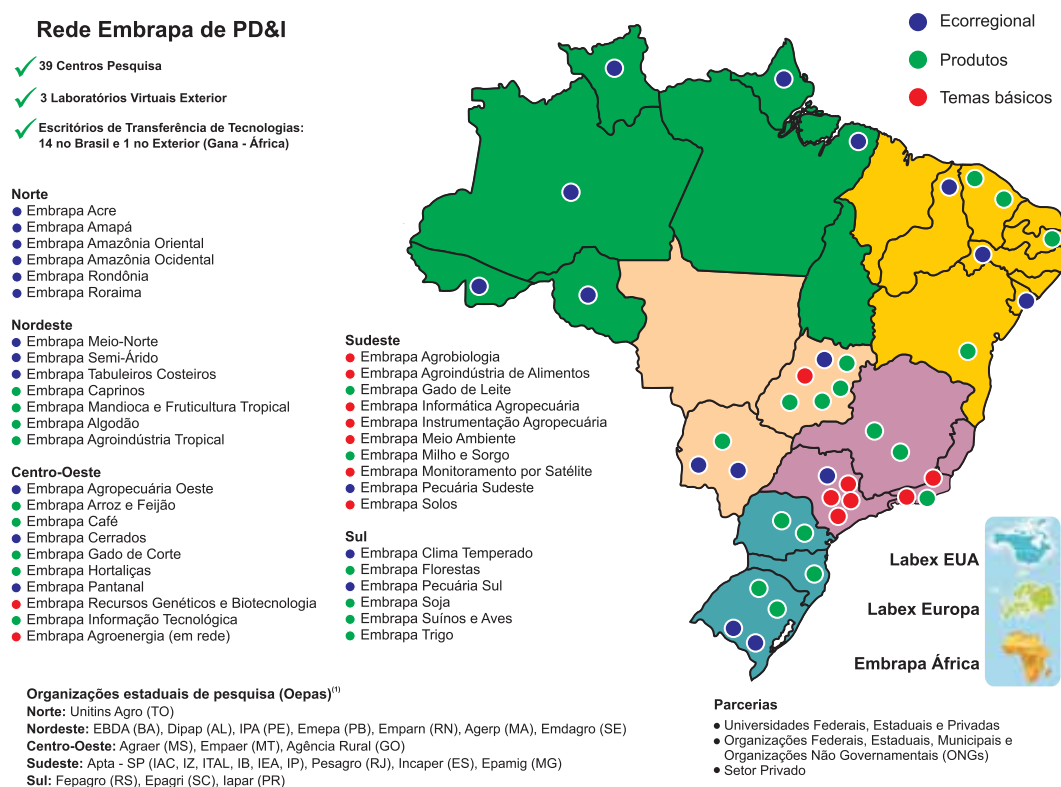 Rede Embrapa de PD&I
39 Centros Pesquisa
3 Laboratórios Virtuais Exterior
Escritórios de Transferência de Tecnologias:
14 no Brasil e 1 no Exterior (Gana - África)
Ecorregional
Produtos
Temas básicos
Norte
Embrapa Acre
Embrapa Amapá
Embrapa Amazônia Oriental
Embrapa Amazônia Ocidental
Embrapa Rondônia
Embrapa Roraima
Nordeste
Embrapa Meio-Norte
Embrapa Semi-Árido
Embrapa Tabuleiros Costeiros
Embrapa Caprinos
Embrapa Mandioca e Fruticultura Tropical
Embrapa Algodão
Embrapa Agroindústria Tropical
Centro-Oeste
Embrapa Agropecuária Oeste
Embrapa Arroz e Feijão
Embrapa Café
Embrapa Cerrados
Embrapa Gado de Corte
Embrapa Hortaliças
Embrapa Pantanal
Embrapa Recursos Genéticos e Biotecnologia
Embrapa Informação Tecnológica
Embrapa Agroenergia (em rede)
Sudeste
Embrapa Agrobiologia
Embrapa Agroindústria de Alimentos
Embrapa Gado de Leite
Embrapa Informática Agropecuária
Embrapa Instrumentação Agropecuária
Embrapa Meio Ambiente
Embrapa Milho e Sorgo
Embrapa Monitoramento por Satélite
Embrapa Pecuária Sudeste
Embrapa Solos
Sul
Embrapa Clima Temperado
Embrapa Florestas
Embrapa Pecuária Sul
Embrapa Soja
Embrapa Suínos e Aves
Embrapa Trigo
Labex EUA
Labex Europa
Embrapa África
Organizações estaduais de pesquisa (Oepas)(1)
Norte: Unitins Agro (TO)
Nordeste: EBDA (BA), Dipap (AL), IPA (PE), Emepa (PB), Emparn (RN), Agerp (MA), Emdagro (SE)
Centro-Oeste: Agraer (MS), Empaer (MT), Agência Rural (GO)
Sudeste: Apta - SP (IAC, IZ, ITAL, IB, IEA, IP), Pesagro (RJ), Incaper (ES), Epamig (MG)
Sul: Fepagro (RS), Epagri (SC), Iapar (PR)
Parcerias
Universidades Federais, Estaduais e Privadas
Organizações Federais, Estaduais, Municipais e
Organizações Não Governamentais (ONGs)
Setor Privado